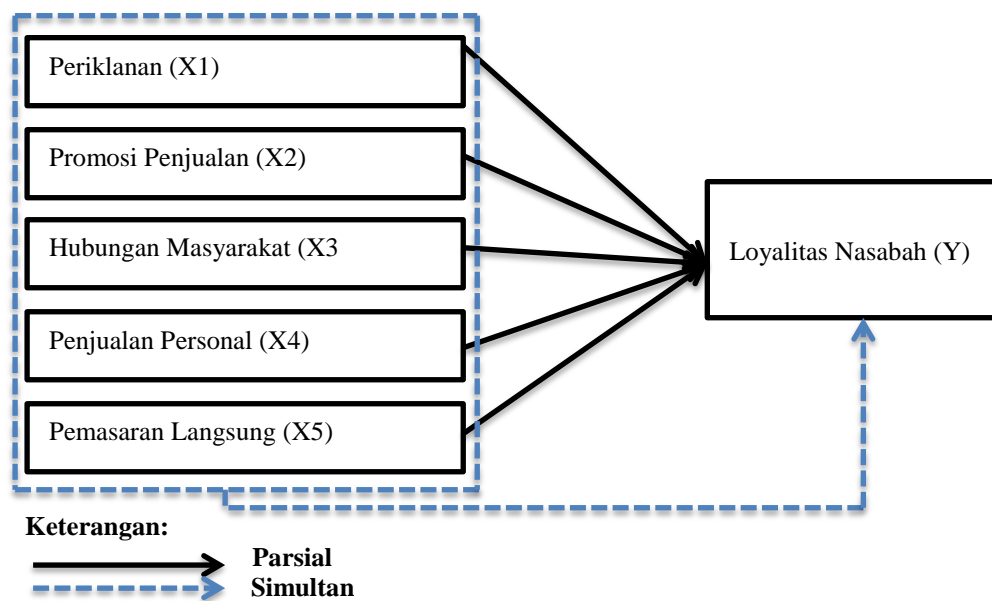 Periklanan (X1)
Promosi Penjualan (X2)
Hubungan Masyarakat (X3
Penjualan Personal (X4)
Pemasaran Langsung (X5)
Loyalitas Nasabah (Y)
Keterangan:
Parsial
Simultan